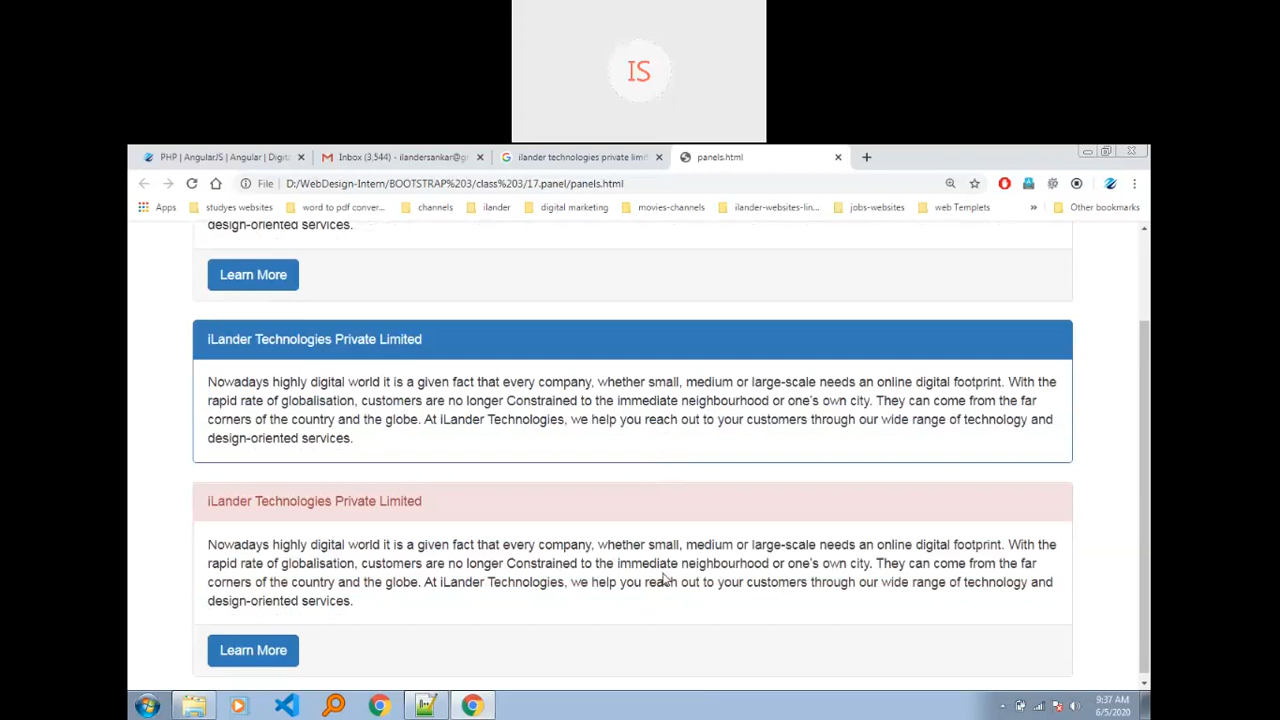 IS
PHP | AngularJS | Angular | Digit
Inbox (3,544) - ilandersankar@g
ilander technologies private limi
panels.html
File
D:/WebDesign-Intern/BOOTSTRAP%203/class%203/17.panel/panels.html
Apps
studyes websites
word to pdf conver...
channels
ilander
digital marketing
movies-channels
ilander-websites-lin...
jobs-websites
web Templets
»
Other bookmarks
design-oriented services.
Learn More
iLander Technologies Private Limited
Nowadays highly digital world it is a given fact that every company, whether small, medium or large-scale needs an online digital footprint. With the
rapid rate of globalisation, customers are no longer Constrained to the immediate neighbourhood or one's own city. They can come from the far
corners of the country and the globe. At iLander Technologies, we help you reach out to your customers through our wide range of technology and
design-oriented services.
iLander Technologies Private Limited
Nowadays highly digital world it is a given fact that every company, whether small, medium or large-scale needs an online digital footprint. With the
rapid rate of globalisation, customers are no longer Constrained to the immediate neighbourhood or one's own city. They can come from the far
corners of the country and the globe. At iLander Technologies, we help you reach out to your customers through our wide range of technology and
design-oriented services.
Learn More
9:37 AM
6/5/2020